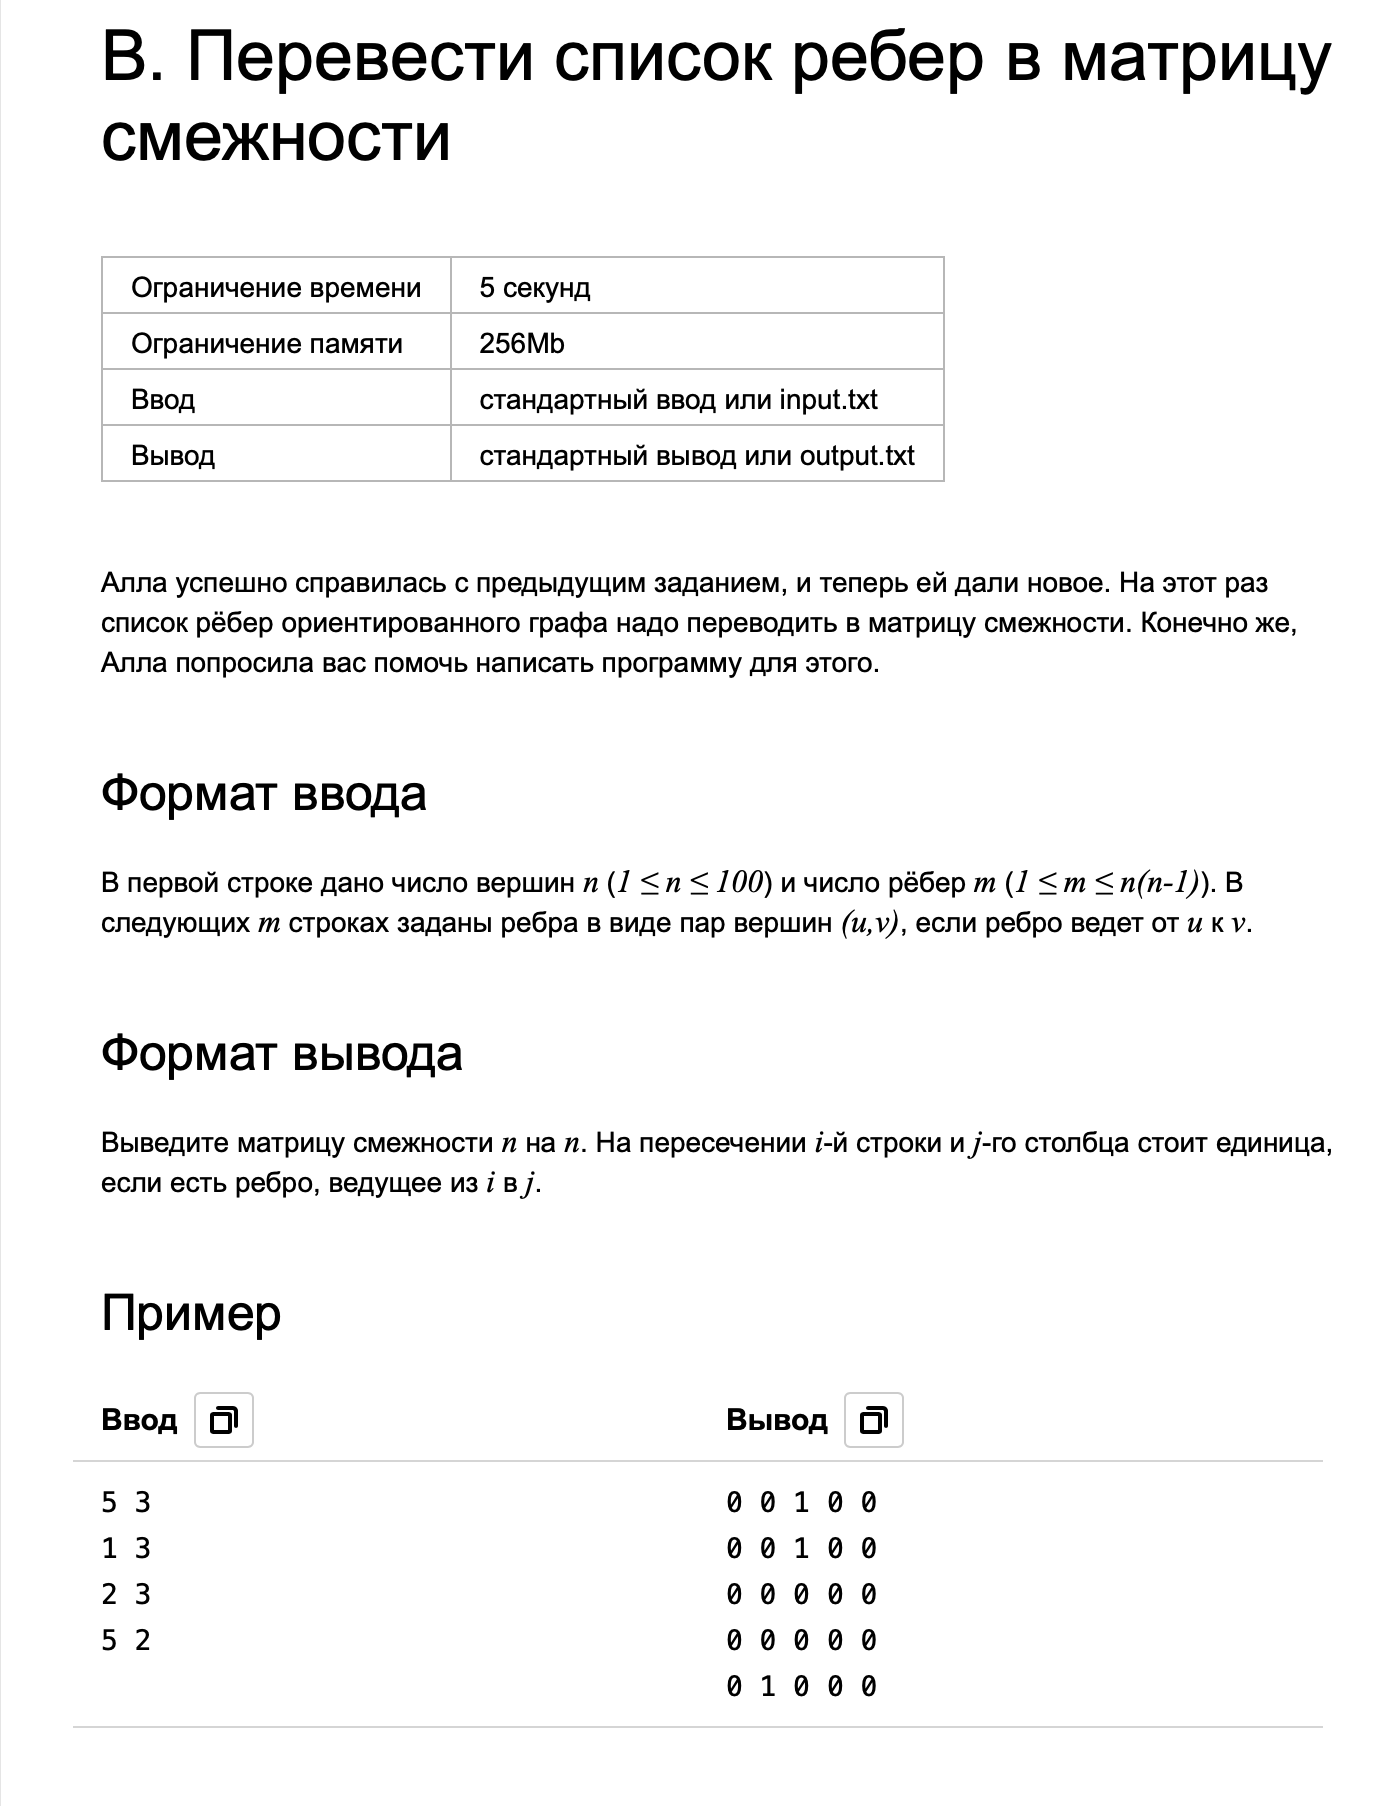 В. Перевести список ребер в матрицу
смежности
Ограничение времени 5 секунд
Ограничение памяти 256Mb
Ввод стандартный ввод или input.txt
Вывод стандартный вывод или output.txt
Алла успешно справилась с предыдущим заданием, и теперь ей дали новое. На этот раз
список рёбер ориентированного графа надо переводить в матрицу смежности. Конечно же,
Алла попросила вас помочь написать программу для этого.
Формат ввода
В первой строке дано число вершин n (1 ≤ n ≤ 100) и число рёбер m (1 ≤ m ≤ n(n-1)). В
следующих m строках заданы ребра в виде пар вершин (u,v), если ребро ведет от u к v.
Формат вывода
Выведите матрицу смежности n на n. На пересечении i-й строки и j-го столбца стоит единица,
если есть ребро, ведущее из i в j.
Пример
Ввод Вывод
5 3 0 0 1 0 0
1 3 0 0 1 0 0
2 3 0 0 0 0 0
5 2 0 0 0 0 0
0 1 0 0 0